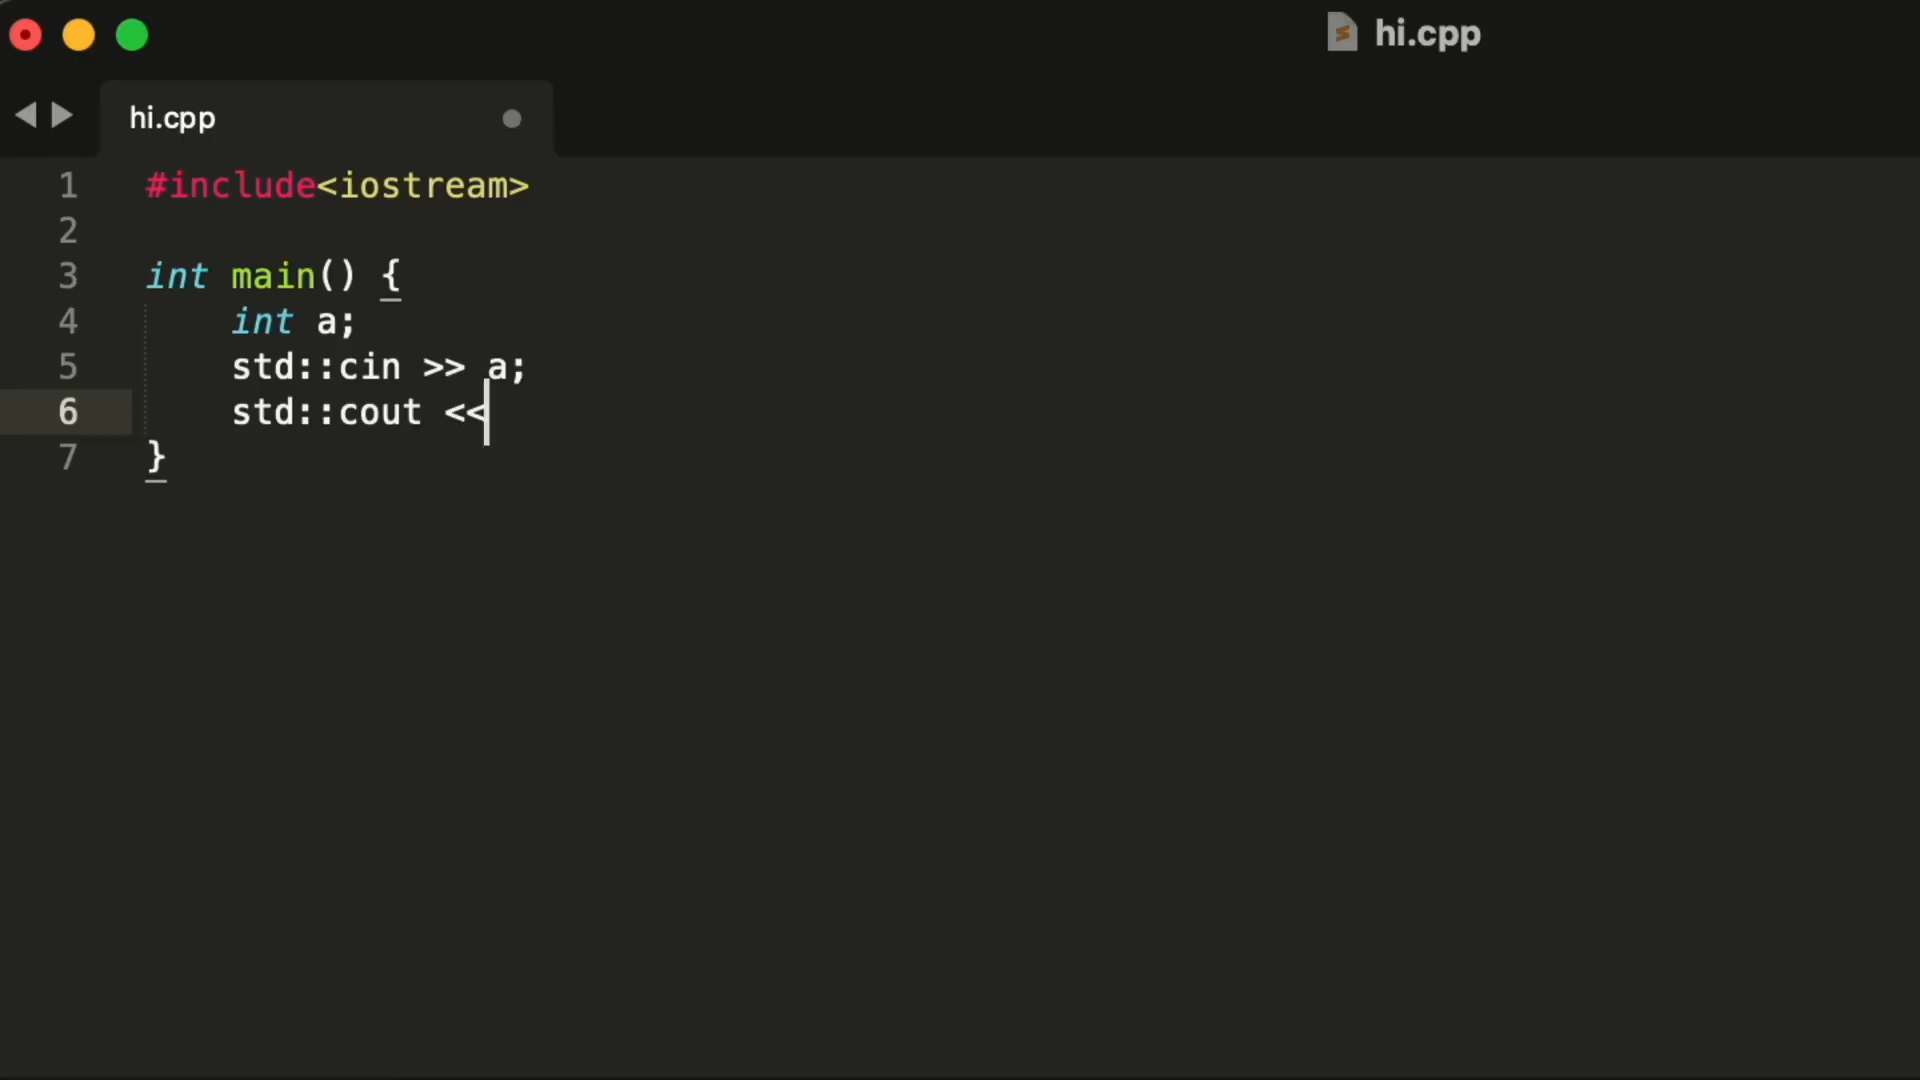 hi.cpp
hi.cpp
1 #include<iostream>
2
3 int main() {
4 int a;
5 std::cin >> a;
6 std::cout <<
7 }